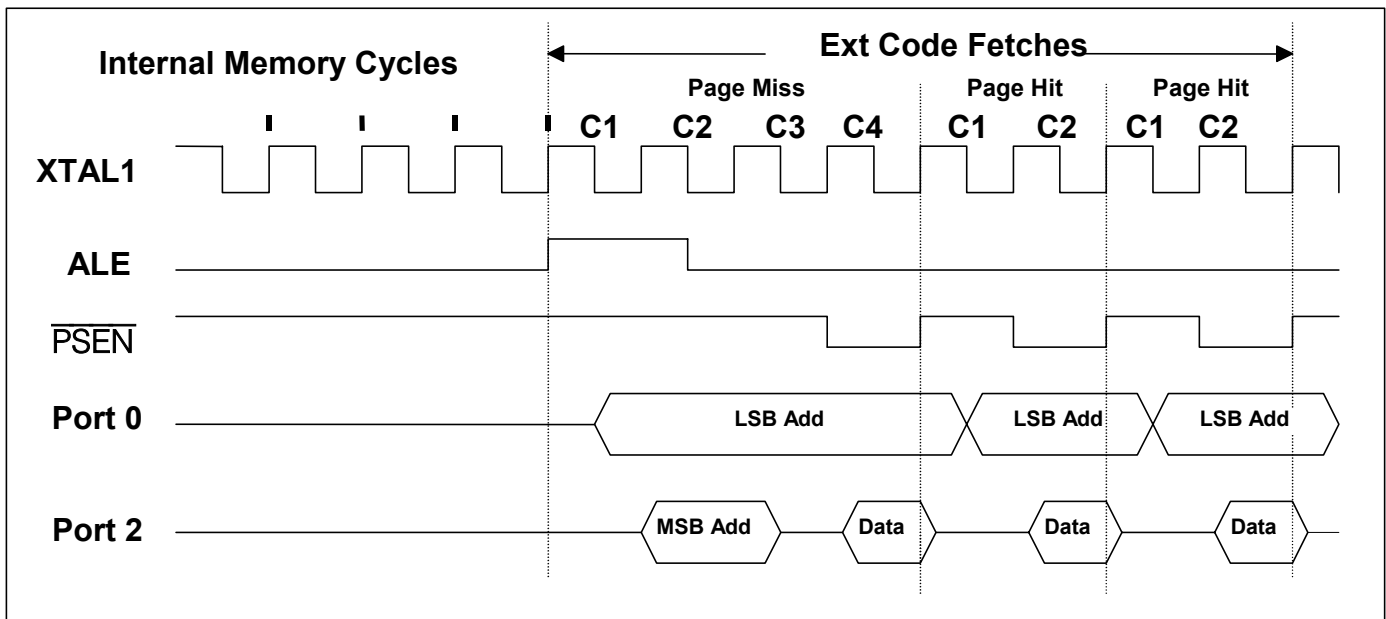 Ext Code Fetches
Internal Memory Cycles
Page Miss Page Hit Page Hit
C1 C2 C3 C4 C1 C2 C1 C2
XTAL1
ALE
PSEN
Port 0 LSB Add LSB Add LSB Add
Port 2 MSB Add Data Data Data